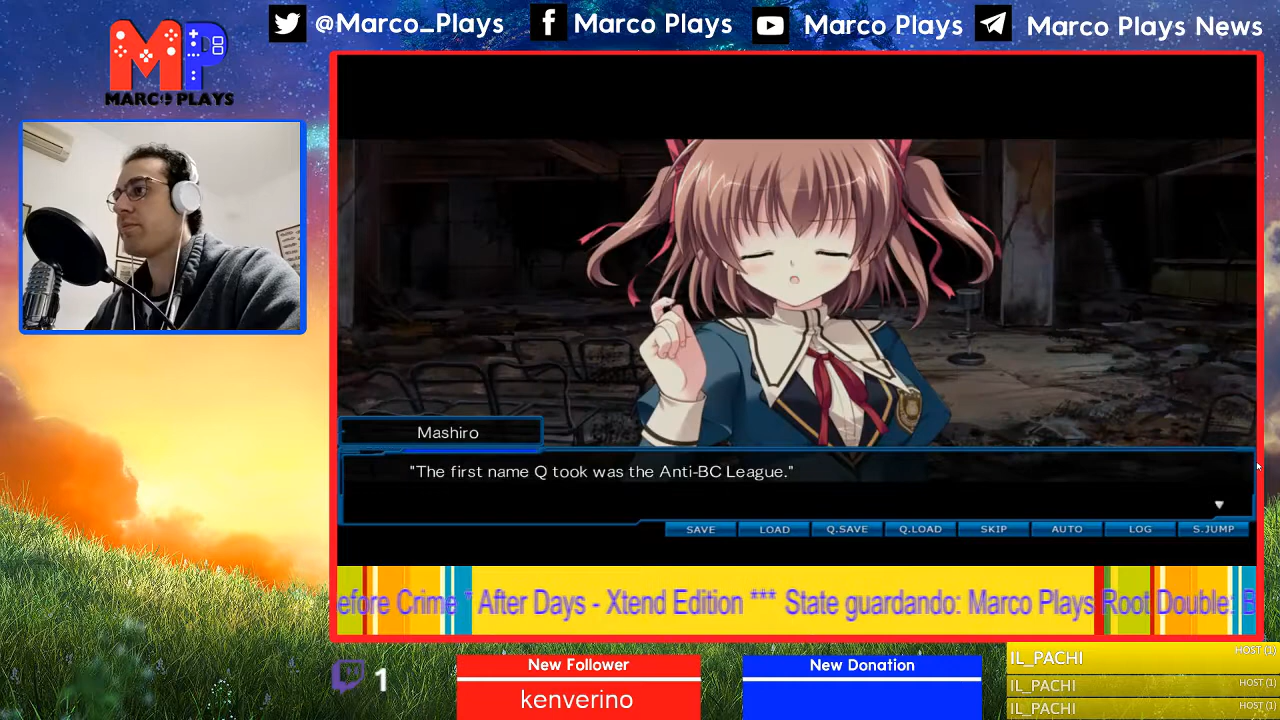 @Marco_Plays
Marco Plays
Marco Plays
Marco Plays News
MP
MARCO PLAYS
Mashiro
"The first name Q took was the Anti-BC League."
SAVE
LOAD
Q.SAVE
Q.LOAD
SKIP
AUTO
LOG
S.JUMP
efore Crime * After Days - Xtend Edition *** State guardando: Marco Plays Root Double: B
1
New Follower
kenverino
New Donation
IL_PACHI
HOST (1)
IL_PACHI
HOST (1)
IL_PACHI
HOST (1)